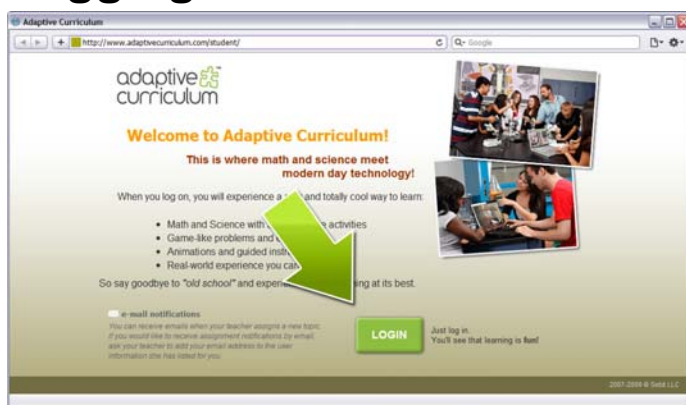 Adaptive Curriculum
http://www.adaptivecurriculum.com/student/
Google
adaptive
curriculum
Welcome to Adaptive Curriculum!
This is where math and science meet
modern day technology!
When you log on, you will experience a and totally cool way to learn:
Math and Science with activities
Game-like problems and
Animations and guided
Real-world experience you
So say goodbye to "old school" and at its best.
e-mail notifications
You can receive emails when your teacher assigns a new topic.
If you would like to receive assignment notifications by email,
ask your teacher to add your email address to the user
information she has listed for you.
LOGIN
Just log in.
You'll see that learning is fun!
2007-2008 © Sebit LLC